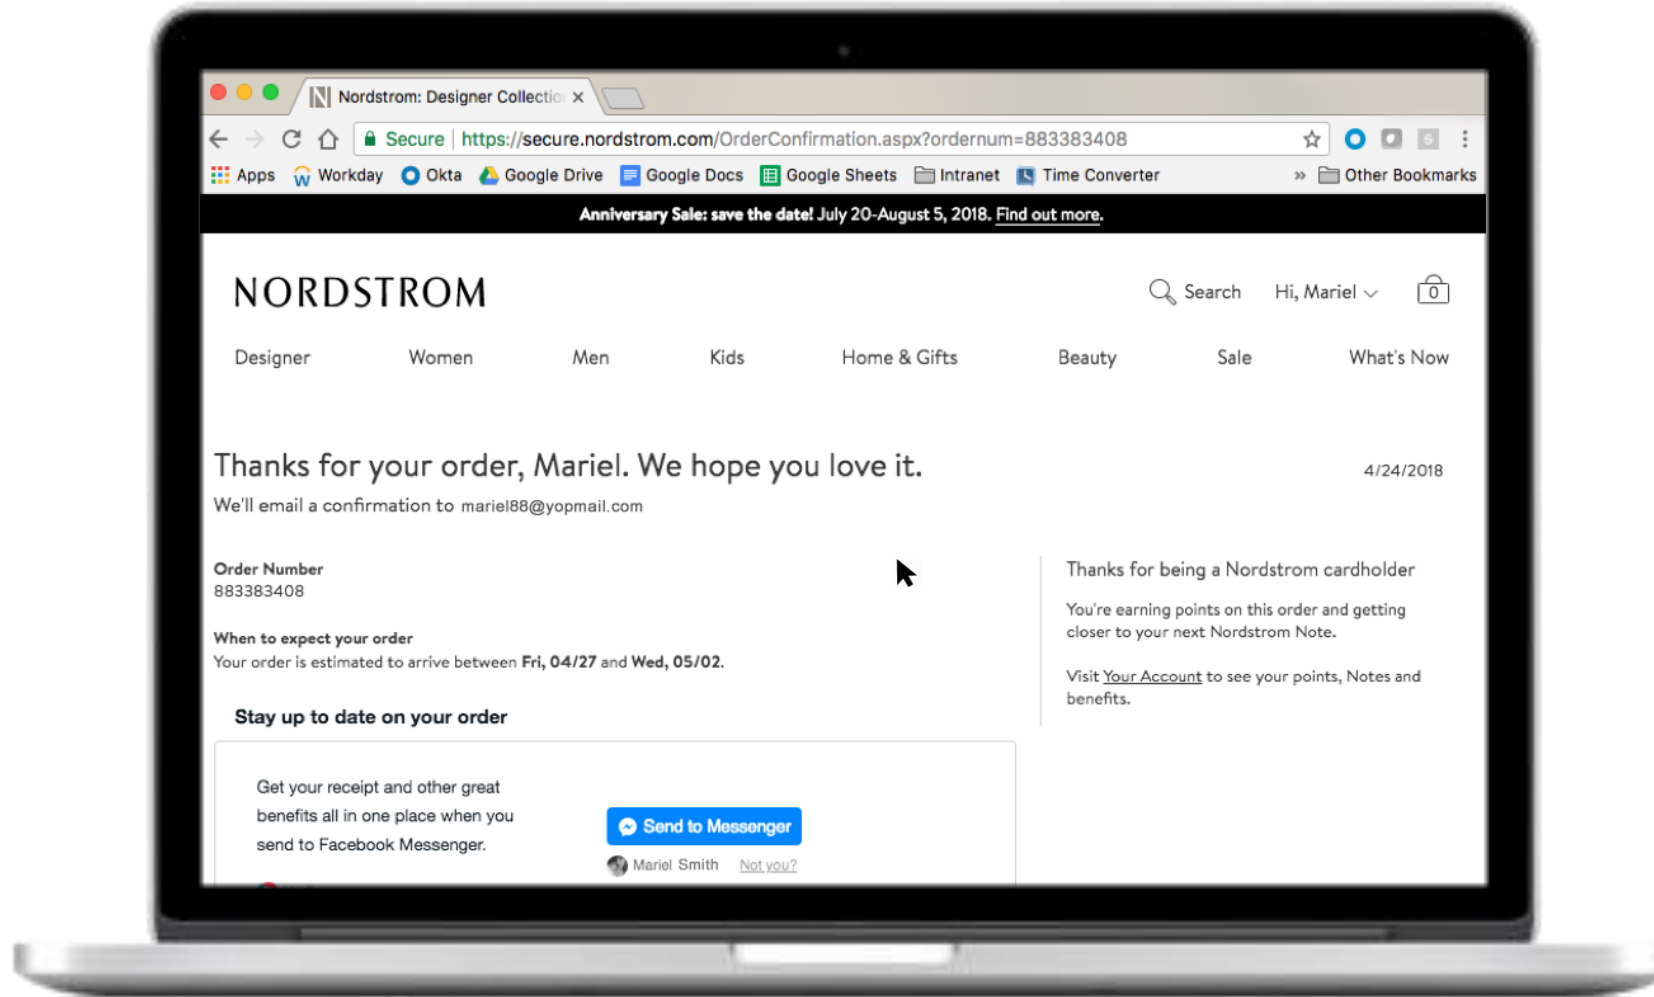 Nordstrom: Designer Collectio
Secure https://secure.nordstrom.com/OrderConfirmation.aspx?ordernum=883383408
Apps Workday Okta Google Drive Google Docs Google Sheets Intranet Time Converter » Other Bookmarks
Anniversary Sale: save the date! July 20-August 5, 2018. Find out more.
NORDSTROM
Search Hi, Mariel 0
Designer Women Men Kids Home & Gifts Beauty Sale What's Now
Thanks for your order, Mariel. We hope you love it.
4/24/2018
We'll email a confirmation to mariel88@yopmail.com
Order Number
883383408
When to expect your order
Your order is estimated to arrive between Fri, 04/27 and Wed, 05/02.
Thanks for being a Nordstrom cardholder
You're earning points on this order and getting
closer to your next Nordstrom Note.
Visit Your Account to see your points, Notes and
benefits.
Stay up to date on your order
Get your receipt and other great
benefits all in one place when you
send to Facebook Messenger.
Send to Messenger
Mariel Smith Not you?